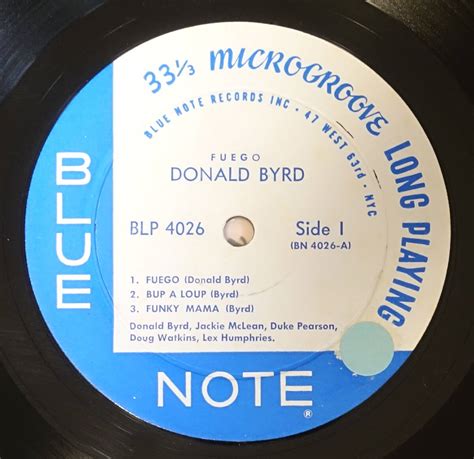 33 1/3 MICROGROOVE LONG PLAYING
BLUE NOTE RECORDS INC • 47 WEST 63rd • NYC
FUEGO
DONALD BYRD
BLP 4026 Side I
(BN 4026-A)
1. FUEGO (Donald Byrd)
2. BUP A LOUP (Byrd)
3. FUNKY MAMA (Byrd)
Donald Byrd, Jackie McLean, Duke Pearson,
Doug Watkins, Lex Humphries.
BLUE
NOTE ®